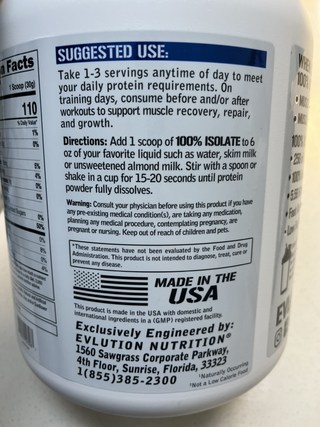 n Facts
1 Scoop (30g)
110
% Daily Value*
1%
0%
0%
SUGGESTED USE:
Take 1-3 servings anytime of day to meet
your daily protein requirements. On
training days, consume before and/or after
workouts to support muscle recovery, repair,
and growth.
Directions: Add 1 scoop of 100% ISOLATE to 6
oz of your favorite liquid such as water, skim milk
or unsweetened almond milk. Stir with a spoon or
shake in a cup for 15-20 seconds until protein
powder fully dissolves.
Warning: Consult your physician before using this product if you have
any pre-existing medical condition(s), are taking any medication,
planning any medical procedure, contemplating pregnancy, are
pregnant or nursing. Keep out of reach of children and pets.
*These statements have not been evaluated by the Food and Drug
Administration. This product is not intended to diagnose, treat, cure or
prevent any disease.
MADE IN THE
USA
This product is made in the USA with domestic and
international ingredients in a (GMP) registered facility.
Exclusively Engineered by:
EVLUTION NUTRITION®
1560 Sawgrass Corporate Parkway,
4th Floor, Sunrise, Florida, 33323
1(855)385-2300
¹Naturally Occurring
²Not a Low Calorie Food